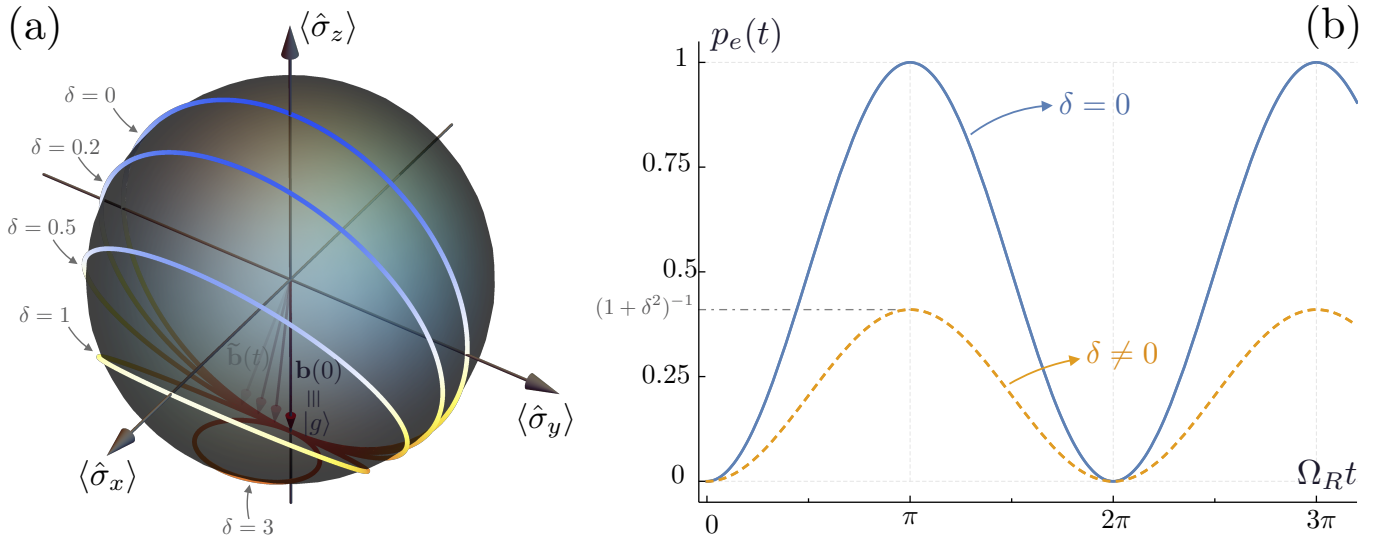 (a)
⟨σ̂_z⟩
δ = 0
δ = 0.2
δ = 0.5
δ = 1
b̃(t)
b(0)
≡
|g⟩
⟨σ̂_y⟩
⟨σ̂_x⟩
δ = 3
(b)
p_e(t)
1
δ = 0
0.75
0.5
(1 + δ²)⁻¹
δ ≠ 0
0.25
0
Ω_R t
0
π
2π
3π